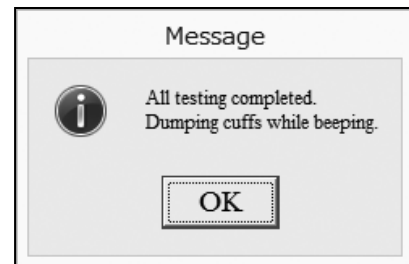 Message
All testing completed.
Dumping cuffs while beeping.
OK